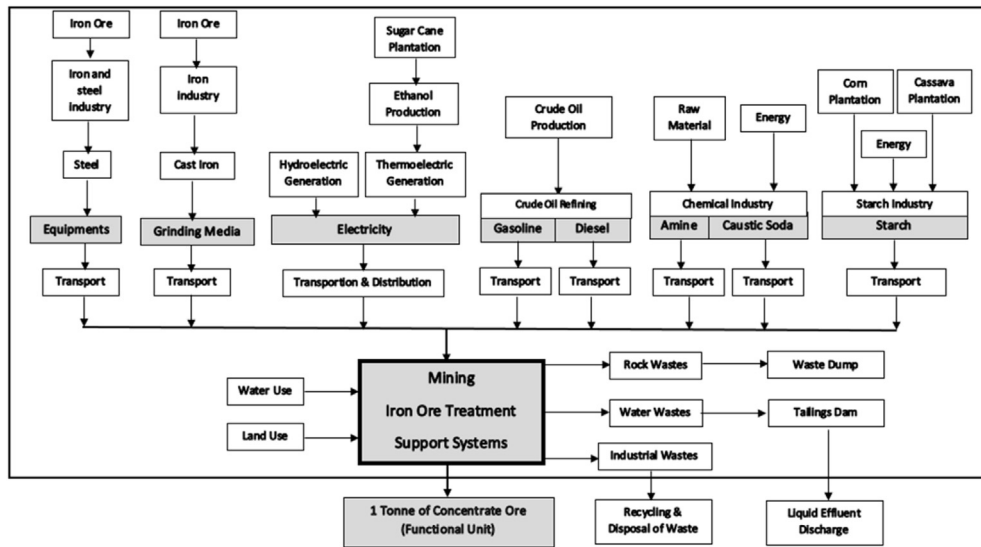 Iron Ore
Iron Ore
Sugar Cane
Plantation
Iron and
steel industry
Iron
industry
Ethanol
Production
Crude Oil
Production
Raw
Material
Energy
Corn
Plantation
Cassava
Plantation
Energy
Steel
Cast Iron
Hydroelectric
Generation
Thermoelectric
Generation
Crude Oil Refining
Chemical Industry
Starch Industry
Equipments
Grinding Media
Electricity
Gasoline
Diesel
Amine
Caustic Soda
Starch
Transport
Transport
Transportion & Distribution
Transport
Transport
Transport
Transport
Transport
Water Use
Land Use
Mining
Iron Ore Treatment
Support Systems
Rock Wastes
Waste Dump
Water Wastes
Tailings Dam
Industrial Wastes
1 Tonne of Concentrate Ore
(Functional Unit)
Recycling &
Disposal of Waste
Liquid Effluent
Discharge